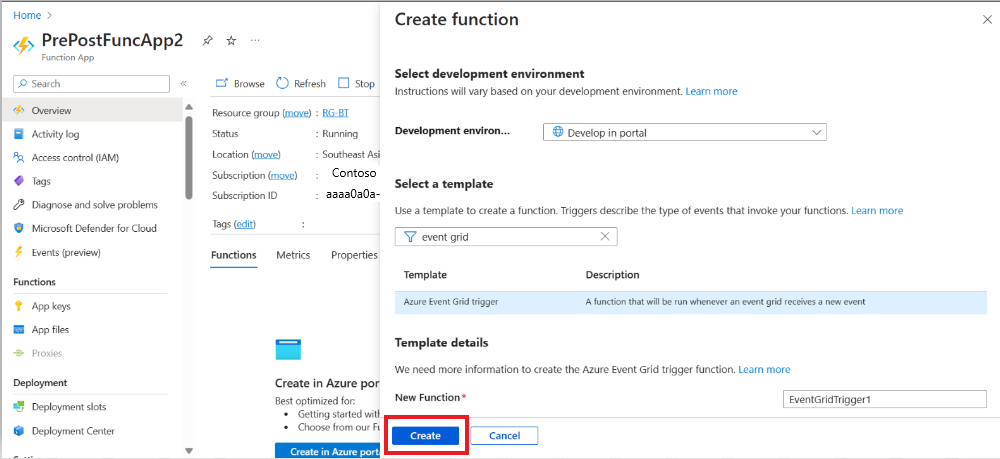 Home >
PrePostFuncApp2
Function App
Search
Overview
Activity log
Access control (IAM)
Tags
Diagnose and solve problems
Microsoft Defender for Cloud
Events (preview)
Functions
App keys
App files
Proxies
Deployment
Deployment slots
Deployment Center
Browse Refresh Stop
Resource group (move) : RG-BT
Status : Running
Location (move) : Southeast Asi
Subscription (move) : Contoso
Subscription ID : aaaa0a0a-
Tags (edit) :
Functions Metrics Properties
Create in Azure port
Best optimized for:
• Getting started with
• Choose from our Fu
Create in Azure port
Create function
Select development environment
Instructions will vary based on your development environment. Learn more
Development environ... Develop in portal
Select a template
Use a template to create a function. Triggers describe the type of events that invoke your functions. Learn more
event grid
Template Description
Azure Event Grid trigger A function that will be run whenever an event grid receives a new event
Template details
We need more information to create the Azure Event Grid trigger function. Learn more
New Function* EventGridTrigger1
Create Cancel